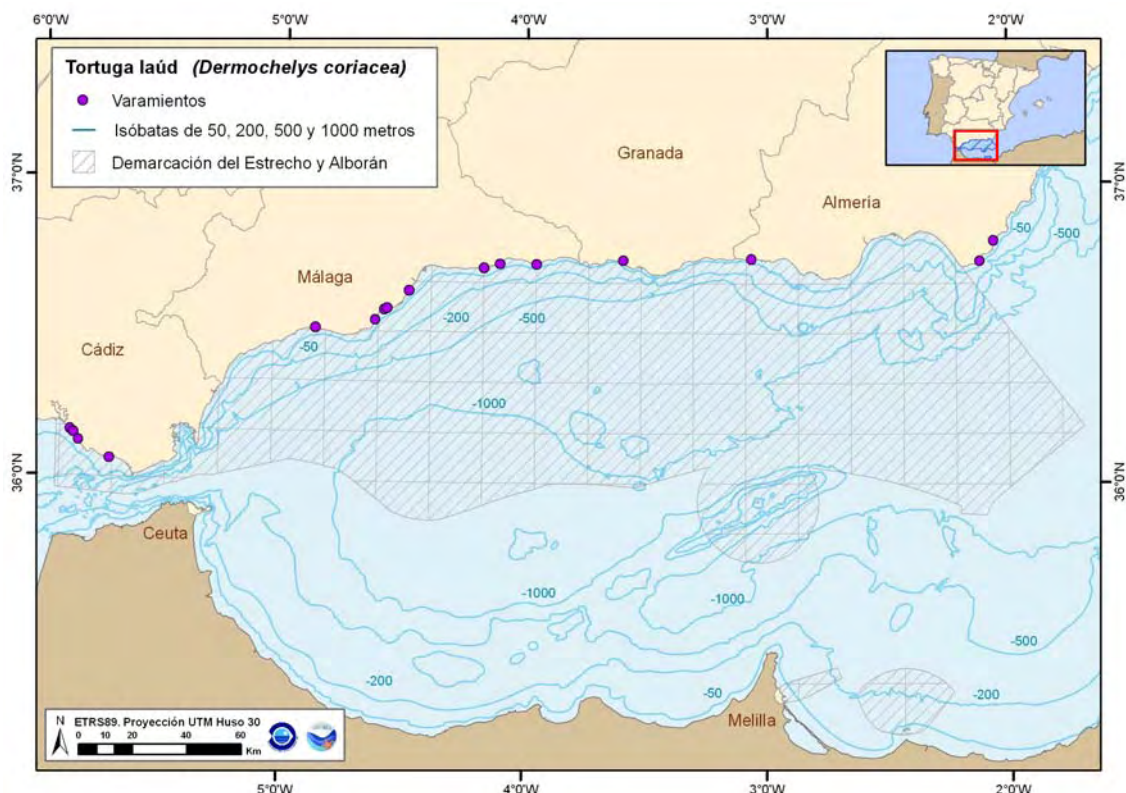 6°0'W 5°0'W 4°0'W 3°0'W 2°0'W
Tortuga laúd (Dermochelys coriacea)
Varamientos
Isóbatas de 50, 200, 500 y 1000 metros
Demarcación del Estrecho y Alborán
37°0'N
37°0'N
Granada
Almería
-50
-500
Málaga
-200
-500
-500
-50
-200
Cádiz
-1000
36°0'N
36°0'N
Ceuta
-1000
-1000
-500
-200
-50
-200
Melilla
N
ETRS89. Proyección UTM Huso 30
0 10 20 40 60
Km
5°0'W 4°0'W 3°0'W 2°0'W